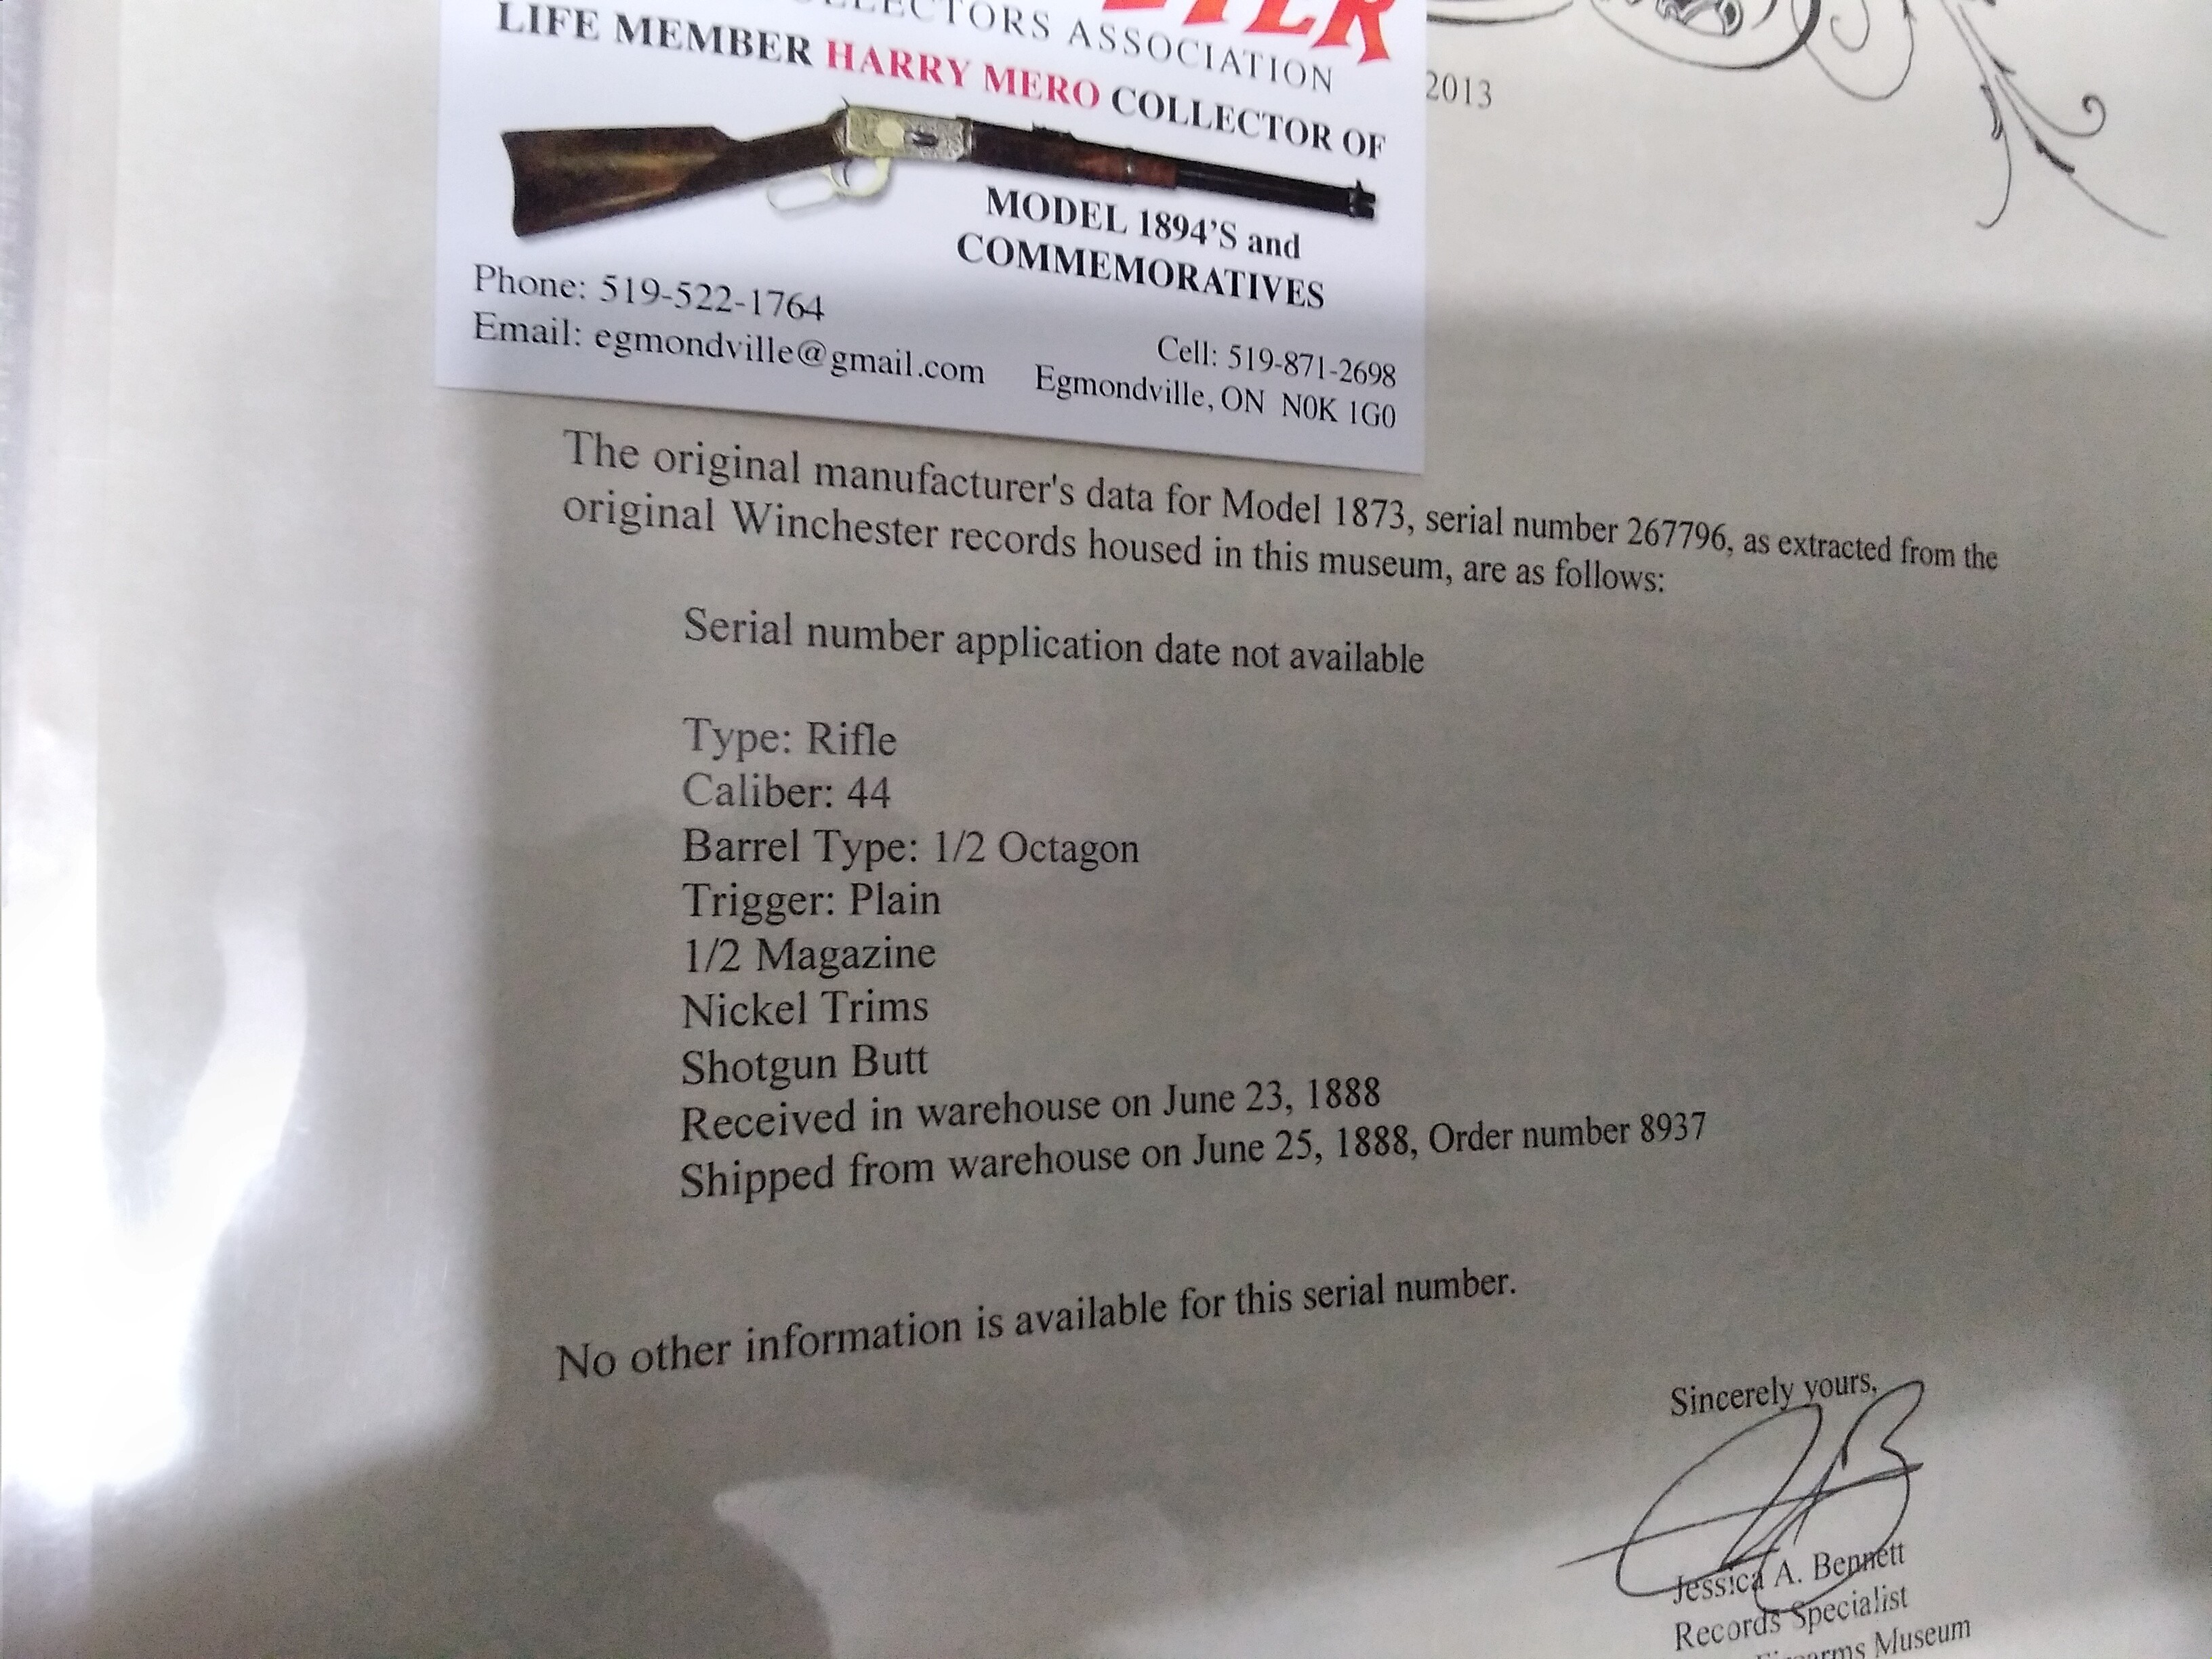 ASSOCIATION
LIFE MEMBER HARRY MERO COLLECTOR OF
2013
MODEL 1894'S and
COMMEMORATIVES
Phone: 519-522-1764
Email: egmondville@gmail.com
Cell: 519-871-2698
Egmondville, ON N0K 1G0
The original manufacturer's data for Model 1873, serial number 267796, as extracted from the
original Winchester records housed in this museum, are as follows:
Serial number application date not available
Type: Rifle
Caliber: 44
Barrel Type: 1/2 Octagon
Trigger: Plain
1/2 Magazine
Nickel Trims
Shotgun Butt
Received in warehouse on June 23, 1888
Shipped from warehouse on June 25, 1888, Order number 8937
No other information is available for this serial number.
Sincerely yours,
Jessica A. Bennett
Records Specialist
Museum